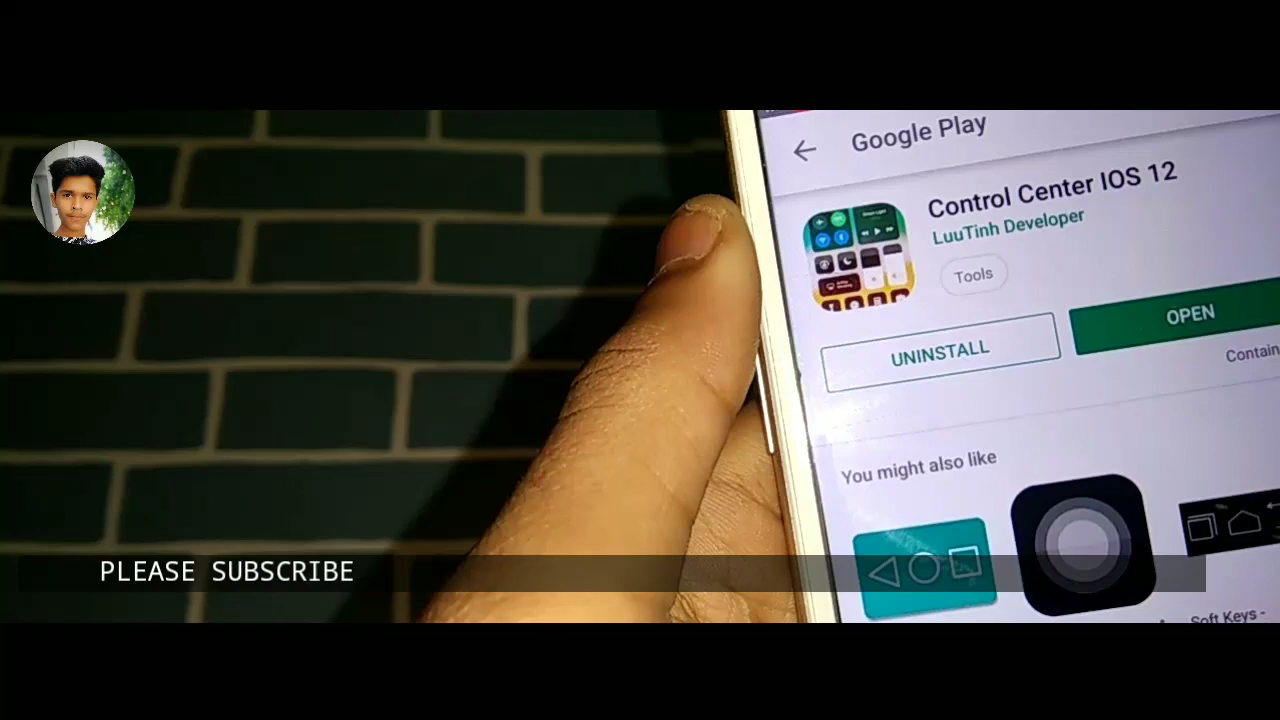 Google Play
Control Center IOS 12
LuuTinh Developer
Tools
UNINSTALL
OPEN
Contain
You might also like
Soft Keys -
PLEASE SUBSCRIBE